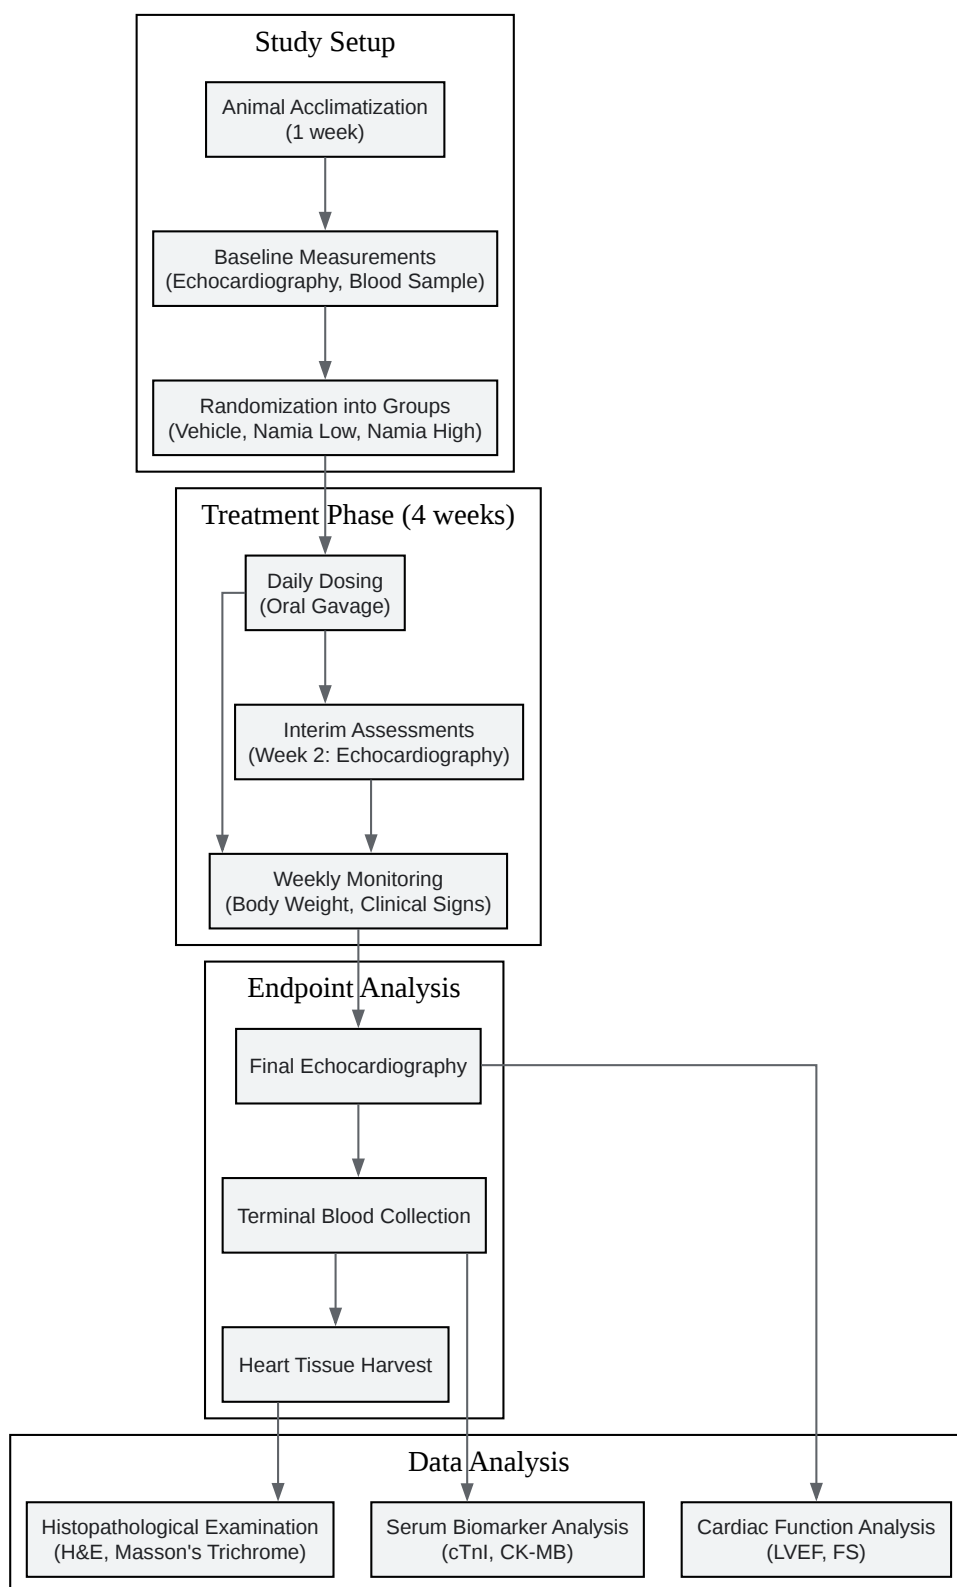 Study Setup
Animal Acclimatization
(1 week)
Baseline Measurements
(Echocardiography, Blood Sample)
Randomization into Groups
(Vehicle, Namia Low, Namia High)
Treatment Phase (4 weeks)
Daily Dosing
(Oral Gavage)
Interim Assessments
(Week 2: Echocardiography)
Weekly Monitoring
(Body Weight, Clinical Signs)
Endpoint Analysis
Final Echocardiography
Terminal Blood Collection
Heart Tissue Harvest
Data Analysis
Histopathological Examination
(H&E, Masson's Trichrome)
Serum Biomarker Analysis
(cTnI, CK-MB)
Cardiac Function Analysis
(LVEF, FS)